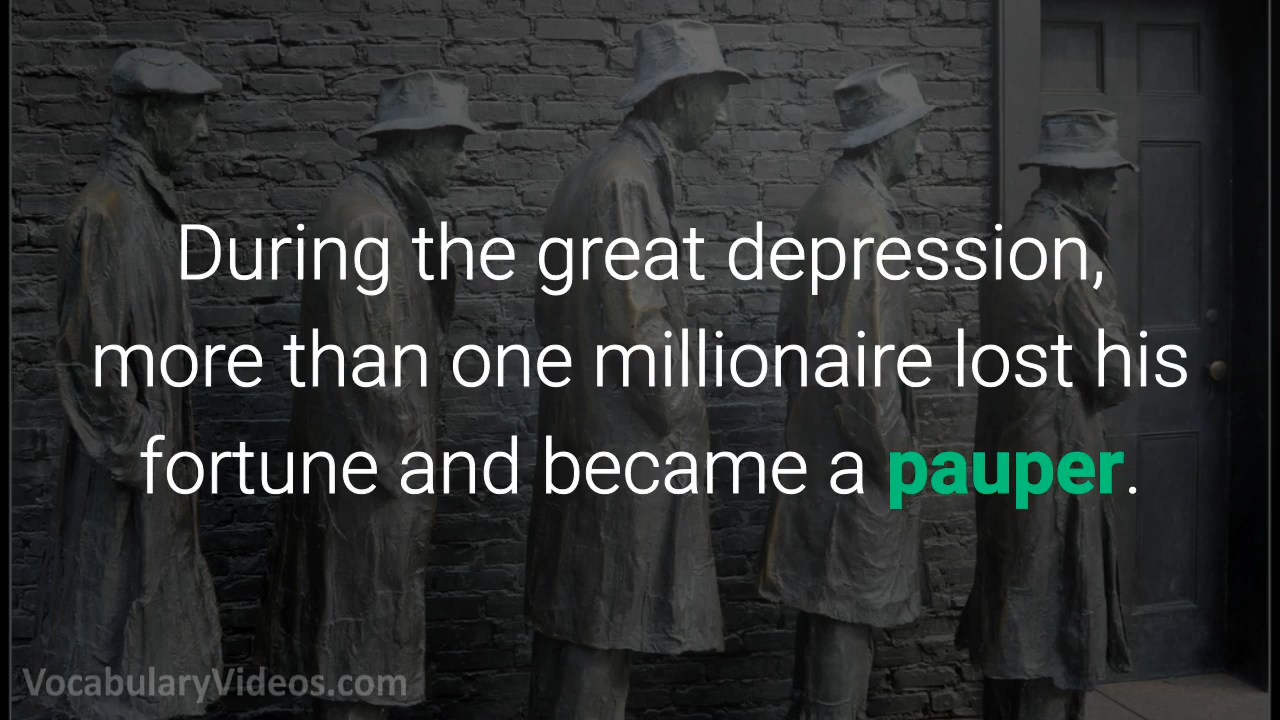 During the great depression,
more than one millionaire lost his
fortune and became a pauper.
VocabularyVideos.com